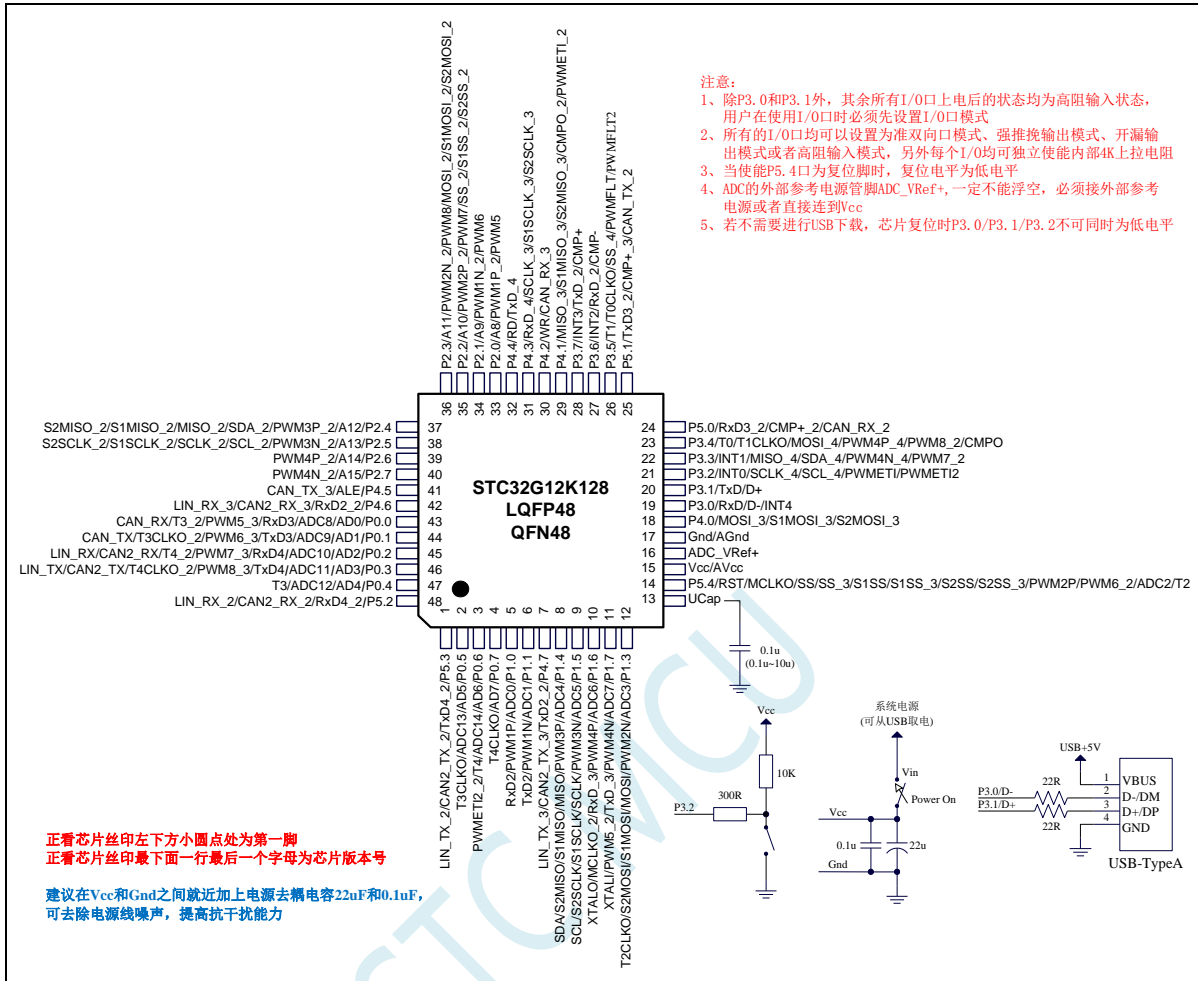 P2.3/A11/PWM2N_2/PWM8/MOSI_2/S1MOSI_2/S2MOSI_2
P2.2/A10/PWM2P_2/PWM7/SS_2/S1SS_2/S2SS_2
P2.1/A9/PWM1N_2/PWM6
P2.0/A8/PWM1P_2/PWM5
P4.4/RD/TxD_4
P4.3/RxD_4/SCLK_3/S1SCLK_3/S2SCLK_3
P4.2/WR/CAN_RX_3
P4.1/MISO_3/S1MISO_3/S2MISO_3/CMPO_2/PWMETI_2
P3.7/INT3/TxD_2/CMP+
P3.6/INT2/RxD_2/CMP-
P3.5/T1/T0CLKO/SS_4/PWMFLT/PWMFLT2
P5.1/TxD3_2/CMP+_3/CAN_TX_2
注意:
1、除P3.0和P3.1外，其余所有I/O口上电后的状态均为高阻输入状态，
用户在使用I/O口时必须先设置I/O口模式
2、所有的I/O口均可以设置为准双向口模式、强推挽输出模式、开漏输
出模式或者高阻输入模式，另外每个I/O均可独立使能内部4K上拉电阻
3、当使能P5.4口为复位脚时，复位电平为低电平
4、ADC的外部参考电源管脚ADC_VRef+,一定不能浮空，必须接外部参考
电源或者直接连到Vcc
5、若不需要进行USB下载，芯片复位时P3.0/P3.1/P3.2不可同时为低电平
36 35 34 33 32 31 30 29 28 27 26 25
S2MISO_2/S1MISO_2/MISO_2/SDA_2/PWM3P_2/A12/P2.4 37
S2SCLK_2/S1SCLK_2/SCLK_2/SCL_2/PWM3N_2/A13/P2.5 38
PWM4P_2/A14/P2.6 39
PWM4N_2/A15/P2.7 40
CAN_TX_3/ALE/P4.5 41
LIN_RX_3/CAN2_RX_3/RxD2_2/P4.6 42
CAN_RX/T3_2/PWM5_3/RxD3/ADC8/AD0/P0.0 43
CAN_TX/T3CLKO_2/PWM6_3/TxD3/ADC9/AD1/P0.1 44
LIN_RX/CAN2_RX/T4_2/PWM7_3/RxD4/ADC10/AD2/P0.2 45
LIN_TX/CAN2_TX/T4CLKO_2/PWM8_3/TxD4/ADC11/AD3/P0.3 46
T3/ADC12/AD4/P0.4 47
LIN_RX_2/CAN2_RX_2/RxD4_2/P5.2 48
STC32G12K128
LQFP48
QFN48
24 P5.0/RxD3_2/CMP+_2/CAN_RX_2
23 P3.4/T0/T1CLKO/MOSI_4/PWM4P_4/PWM8_2/CMPO
22 P3.3/INT1/MISO_4/SDA_4/PWM4N_4/PWM7_2
21 P3.2/INT0/SCLK_4/SCL_4/PWMETI/PWMETI2
20 P3.1/TxD/D+
19 P3.0/RxD/D-/INT4
18 P4.0/MOSI_3/S1MOSI_3/S2MOSI_3
17 Gnd/AGnd
16 ADC_VRef+
15 Vcc/AVcc
14 P5.4/RST/MCLKO/SS/SS_3/S1SS/S1SS_3/S2SS/S2SS_3/PWM2P/PWM6_2/ADC2/T2
13 UCap
1 2 3 4 5 6 7 8 9 10 11 12
LIN_TX_2/CAN2_TX_2/TxD4_2/P5.3
T3CLKO/ADC13/AD5/P0.5
PWMETI2_2/T4/ADC14/AD6/P0.6
T4CLKO/AD7/P0.7
RxD2/PWM1P/ADC0/P1.0
TxD2/PWM1N/ADC1/P1.1
LIN_TX_3/CAN2_TX_3/TxD2_2/P4.7
SDA/S2MISO/S1MISO/MISO/PWM3P/ADC4/P1.4
SCL/S2SCLK/S1SCLK/SCLK/PWM3N/ADC5/P1.5
XTALO/MCLKO_2/RxD_3/PWM4P/ADC6/P1.6
XTALI/PWM5_2/TxD_3/PWM4N/ADC7/P1.7
T2CLKO/S2MOSI/S1MOSI/MOSI/PWM2N/ADC3/P1.3
0.1u
(0.1u~10u)
Vcc
10K
300R
P3.2
系统电源
(可从USB取电)
Vin
Power On
Vcc
0.1u
22u
Gnd
USB+5V
P3.0/D-
P3.1/D+
22R
22R
1 VBUS
2 D-/DM
3 D+/DP
4 GND
USB-TypeA
正看芯片丝印左下方小圆点处为第一脚
正看芯片丝印最下面一行最后一个字母为芯片版本号
建议在Vcc和Gnd之间就近加上电源去耦电容22uF和0.1uF，
可去除电源线噪声，提高抗干扰能力
STC MCU